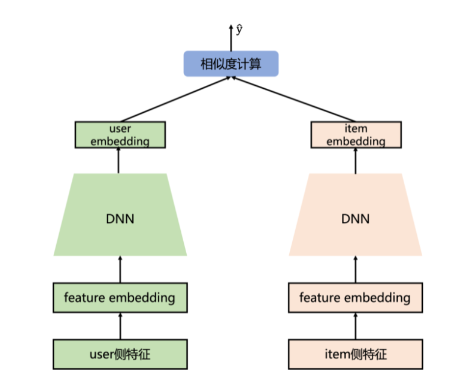 ŷ
相似度计算
user
embedding
item
embedding
DNN
DNN
feature embedding
feature embedding
user侧特征
item侧特征